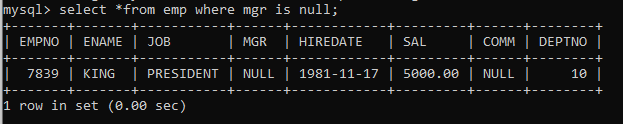 mysql> select *from emp where mgr is null;
+-------+-------+-----------+------+------------+---------+------+--------+
| EMPNO | ENAME | JOB       | MGR  | HIREDATE   | SAL     | COMM | DEPTNO |
+-------+-------+-----------+------+------------+---------+------+--------+
|  7839 | KING  | PRESIDENT | NULL | 1981-11-17 | 5000.00 | NULL |     10 |
+-------+-------+-----------+------+------------+---------+------+--------+
1 row in set (0.00 sec)